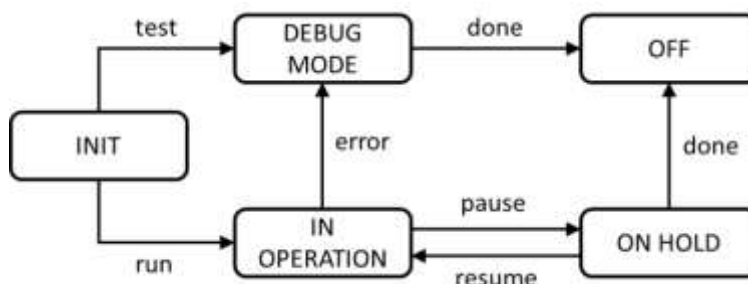 test
DEBUG
MODE
done
OFF
INIT
error
done
run
IN
OPERATION
pause
resume
ON HOLD